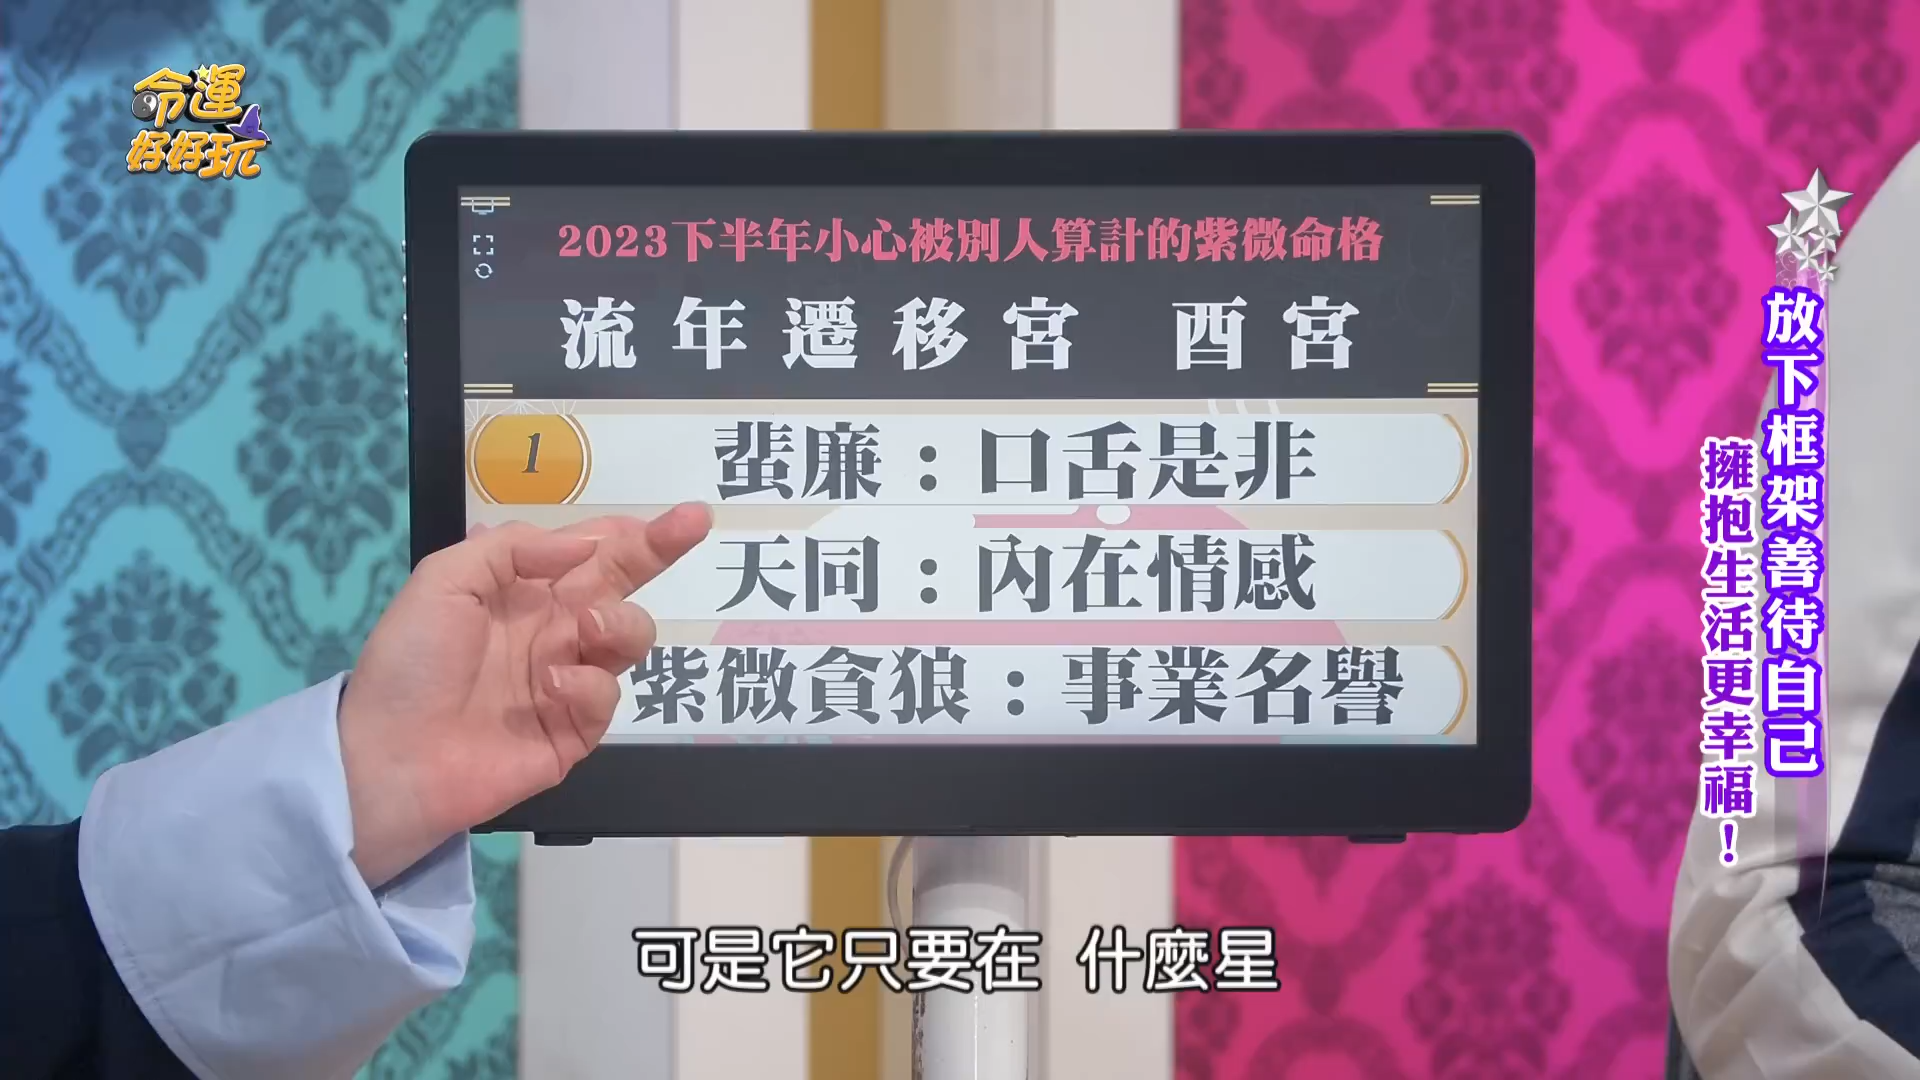 命運
好好玩
2023下半年小心被別人算計的紫微命格
流年遷移宮 酉宮
1
蜚廉：口舌是非
天同：內在情感
紫微貪狼：事業名譽
放下框架善待自己
擁抱生活更幸福！
可是它只要在 什麼星